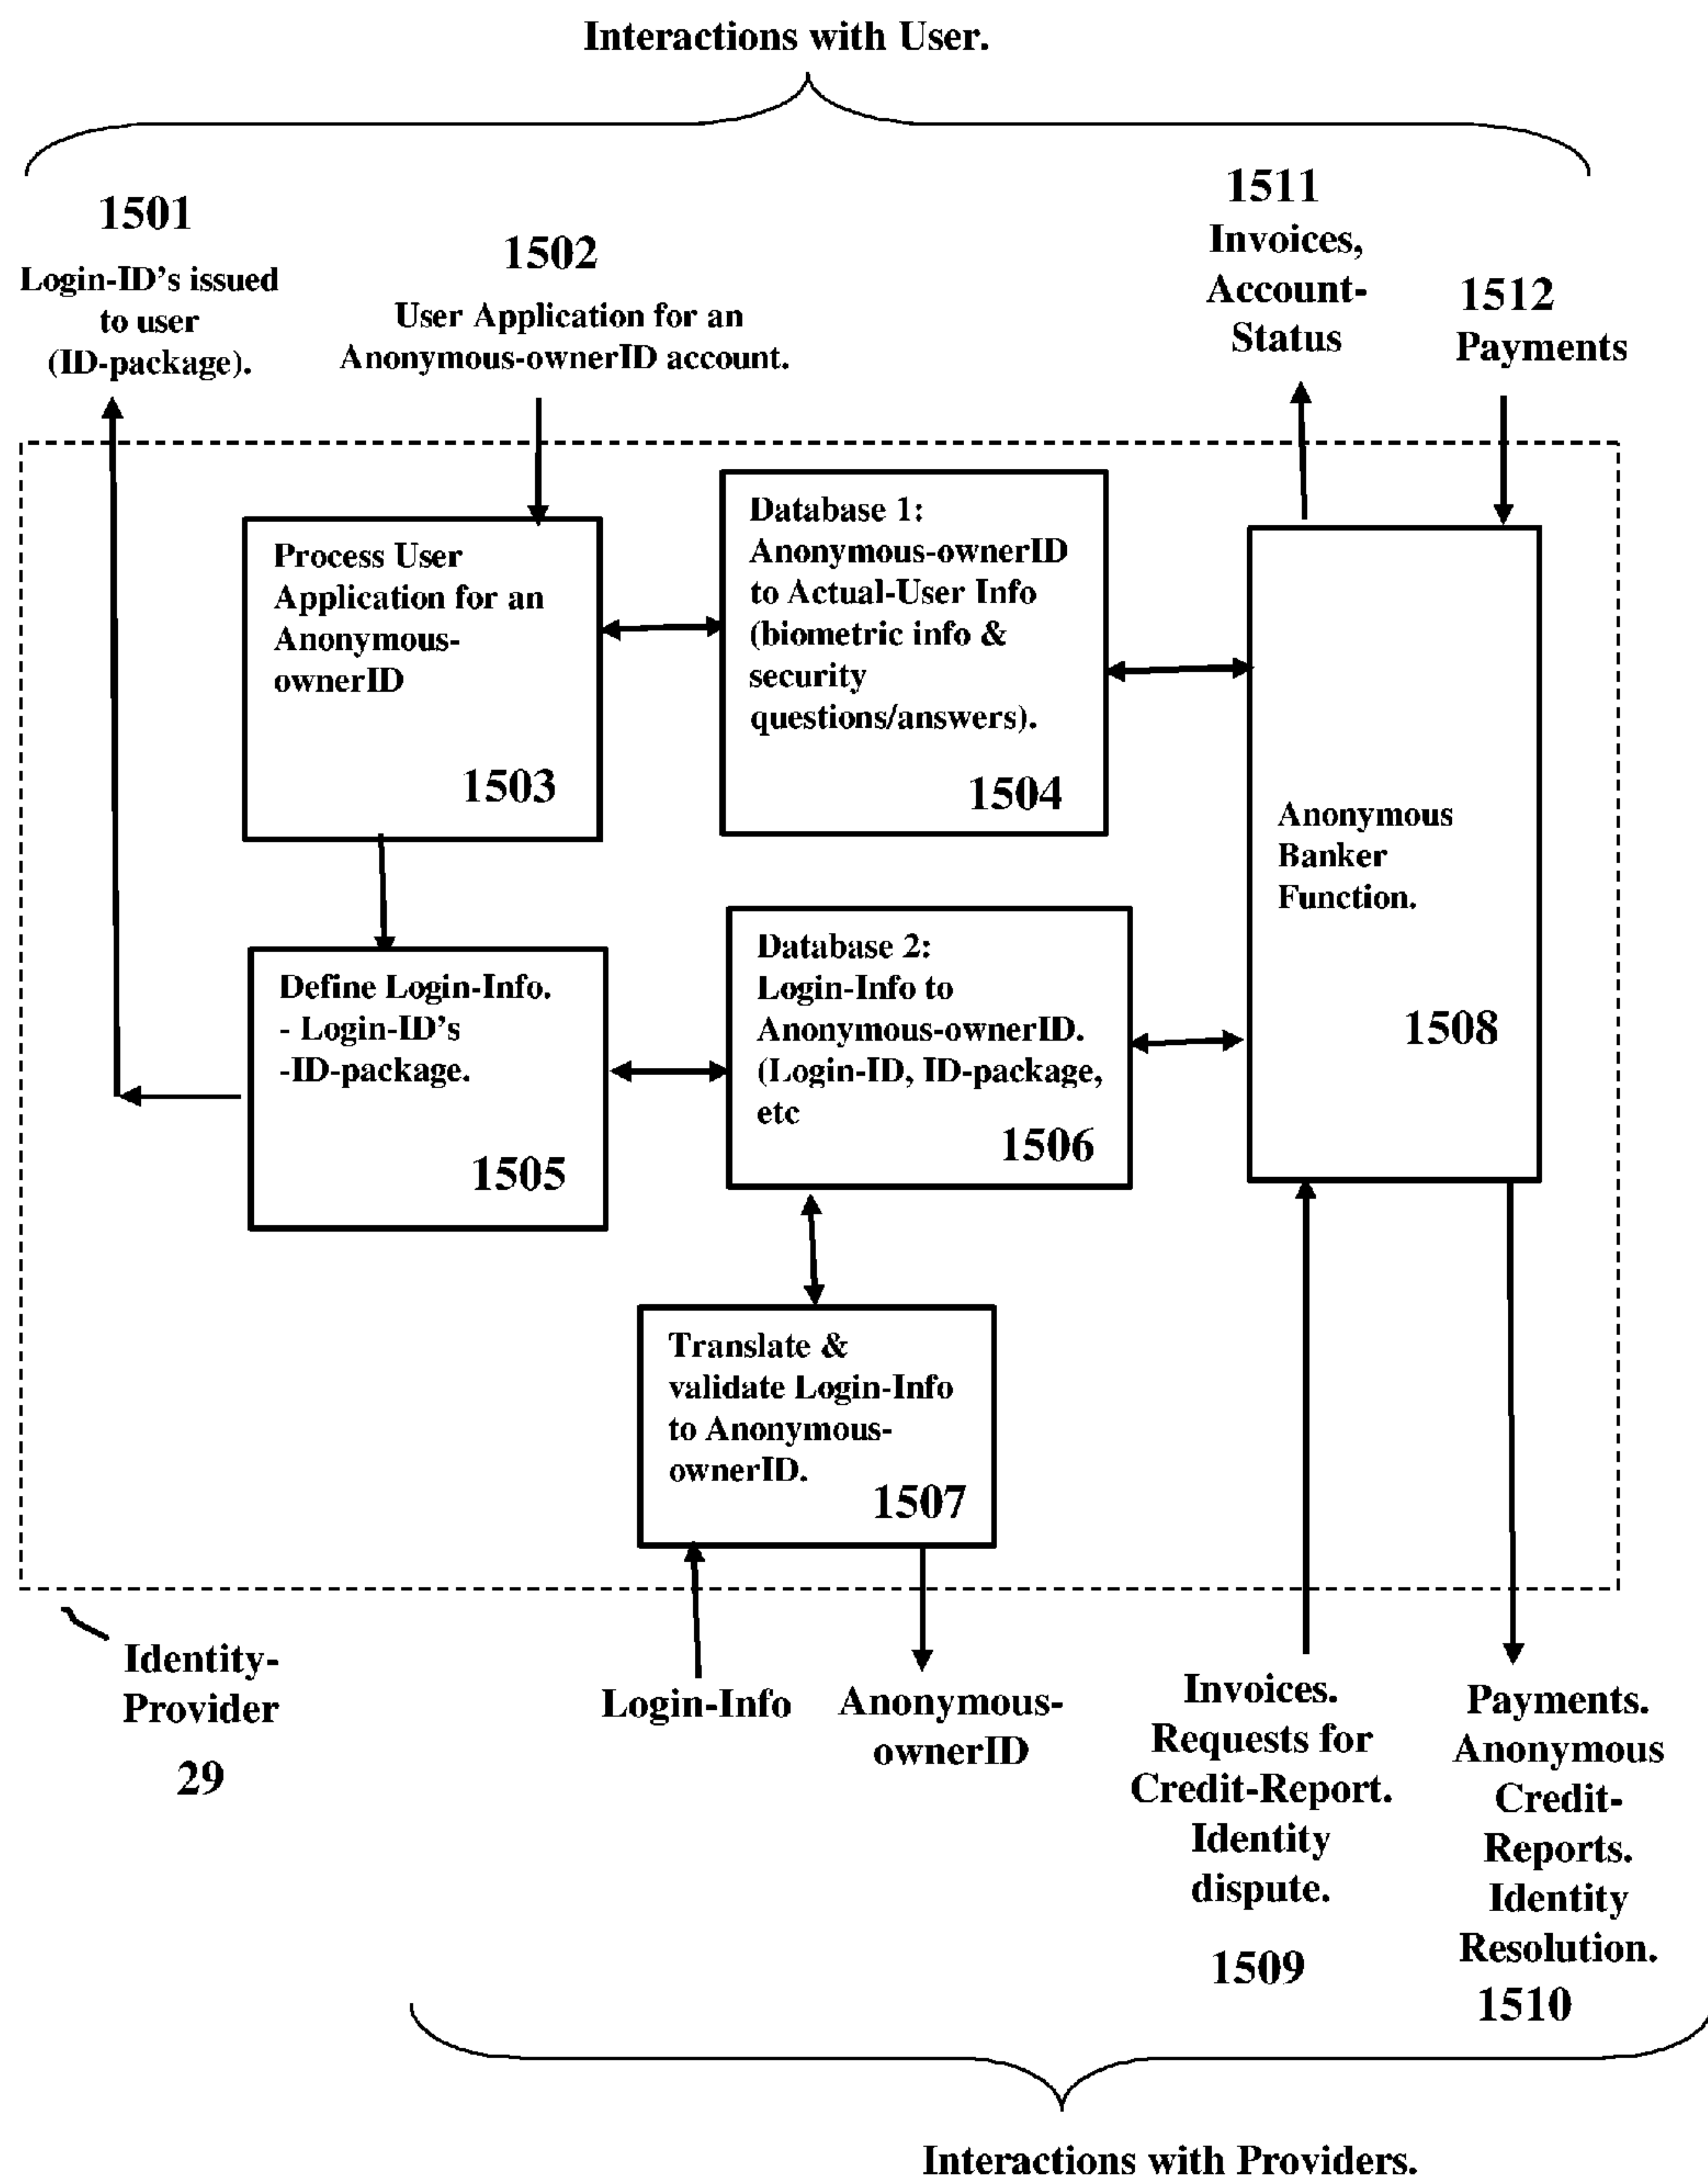 Interactions with User.
1501
Login-ID's issued
to user
(ID-package).
1502
User Application for an
Anonymous-ownerID account.
1511
Invoices,
Account-
Status
1512
Payments
Process User
Application for an
Anonymous-
ownerID
1503
Database 1:
Anonymous-ownerID
to Actual-User Info
(biometric info &
security
questions/answers).
1504
Anonymous
Banker
Function.
1508
Define Login-Info.
- Login-ID's
-ID-package.
1505
Database 2:
Login-Info to
Anonymous-ownerID.
(Login-ID, ID-package,
etc
1506
Translate &
validate Login-Info
to Anonymous-
ownerID.
1507
Identity-
Provider
29
Login-Info
Anonymous-
ownerID
Invoices.
Requests for
Credit-Report.
Identity
dispute.
1509
Payments.
Anonymous
Credit-
Reports.
Identity
Resolution.
1510
Interactions with Providers.